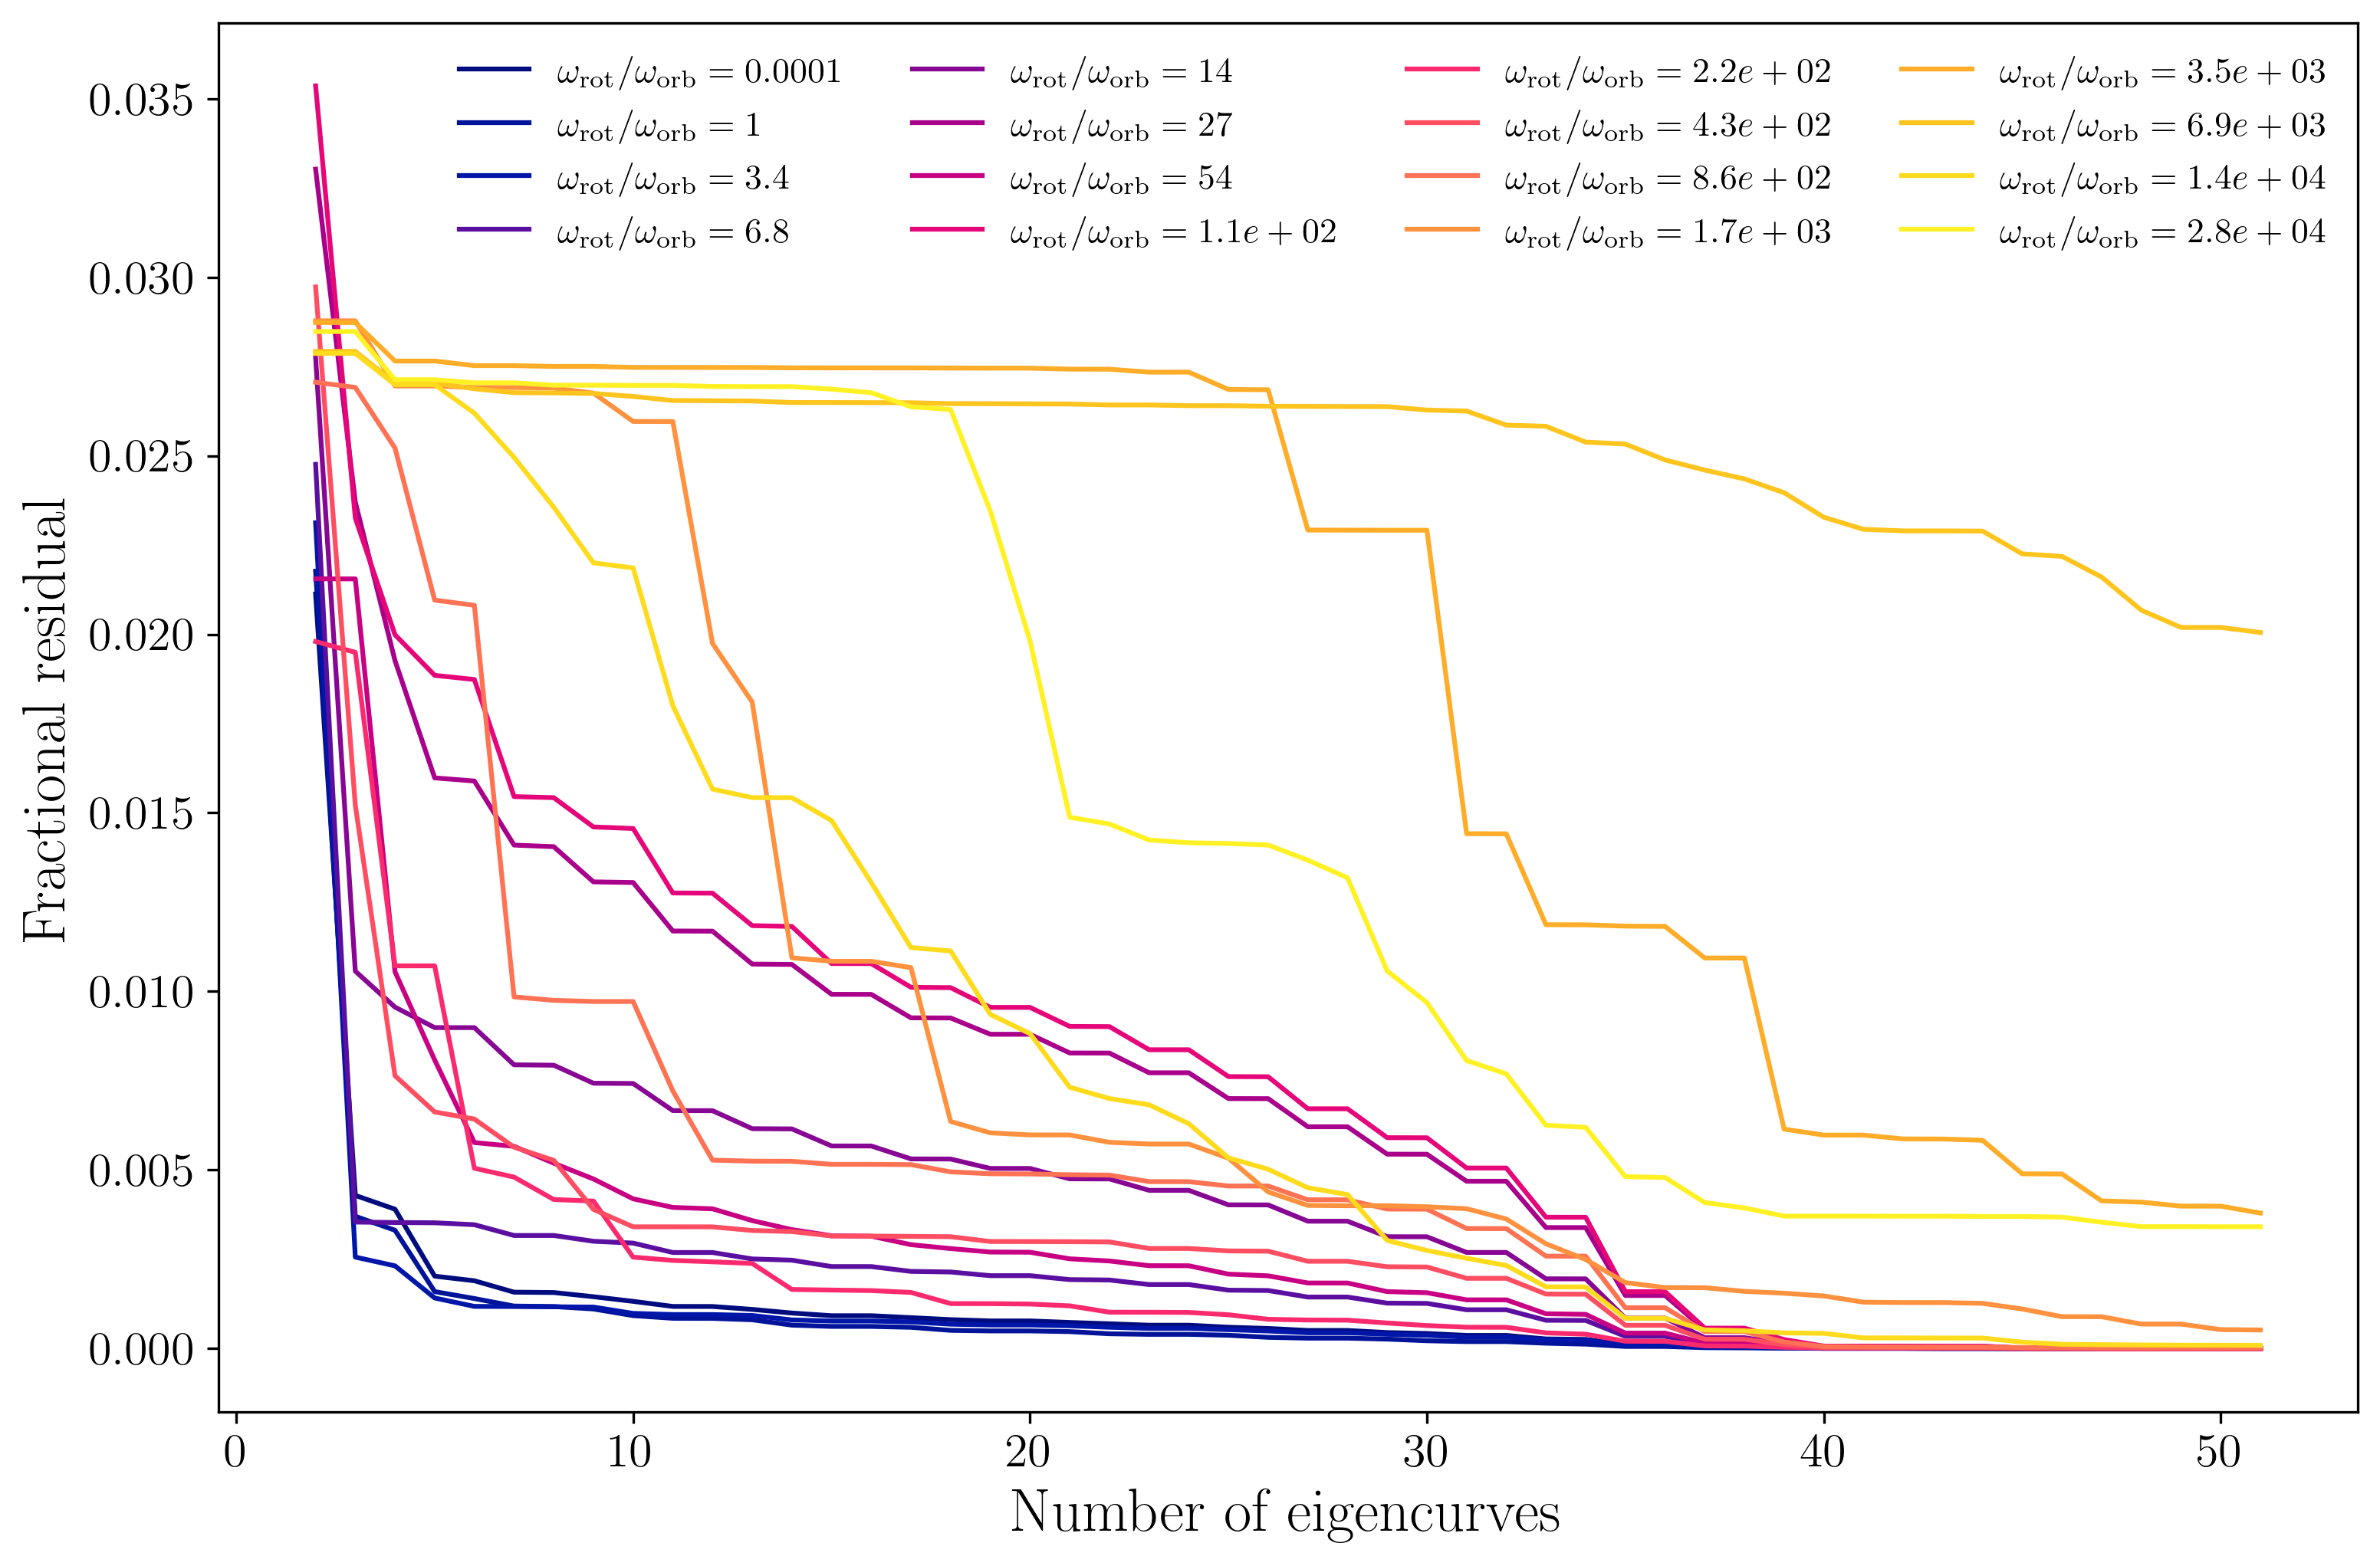 ω_rot/ω_orb = 0.0001
ω_rot/ω_orb = 1
ω_rot/ω_orb = 3.4
ω_rot/ω_orb = 6.8
ω_rot/ω_orb = 14
ω_rot/ω_orb = 27
ω_rot/ω_orb = 54
ω_rot/ω_orb = 1.1e + 02
ω_rot/ω_orb = 2.2e + 02
ω_rot/ω_orb = 4.3e + 02
ω_rot/ω_orb = 8.6e + 02
ω_rot/ω_orb = 1.7e + 03
ω_rot/ω_orb = 3.5e + 03
ω_rot/ω_orb = 6.9e + 03
ω_rot/ω_orb = 1.4e + 04
ω_rot/ω_orb = 2.8e + 04
Fractional residual
0.035
0.030
0.025
0.020
0.015
0.010
0.005
0.000
0 10 20 30 40 50
Number of eigencurves